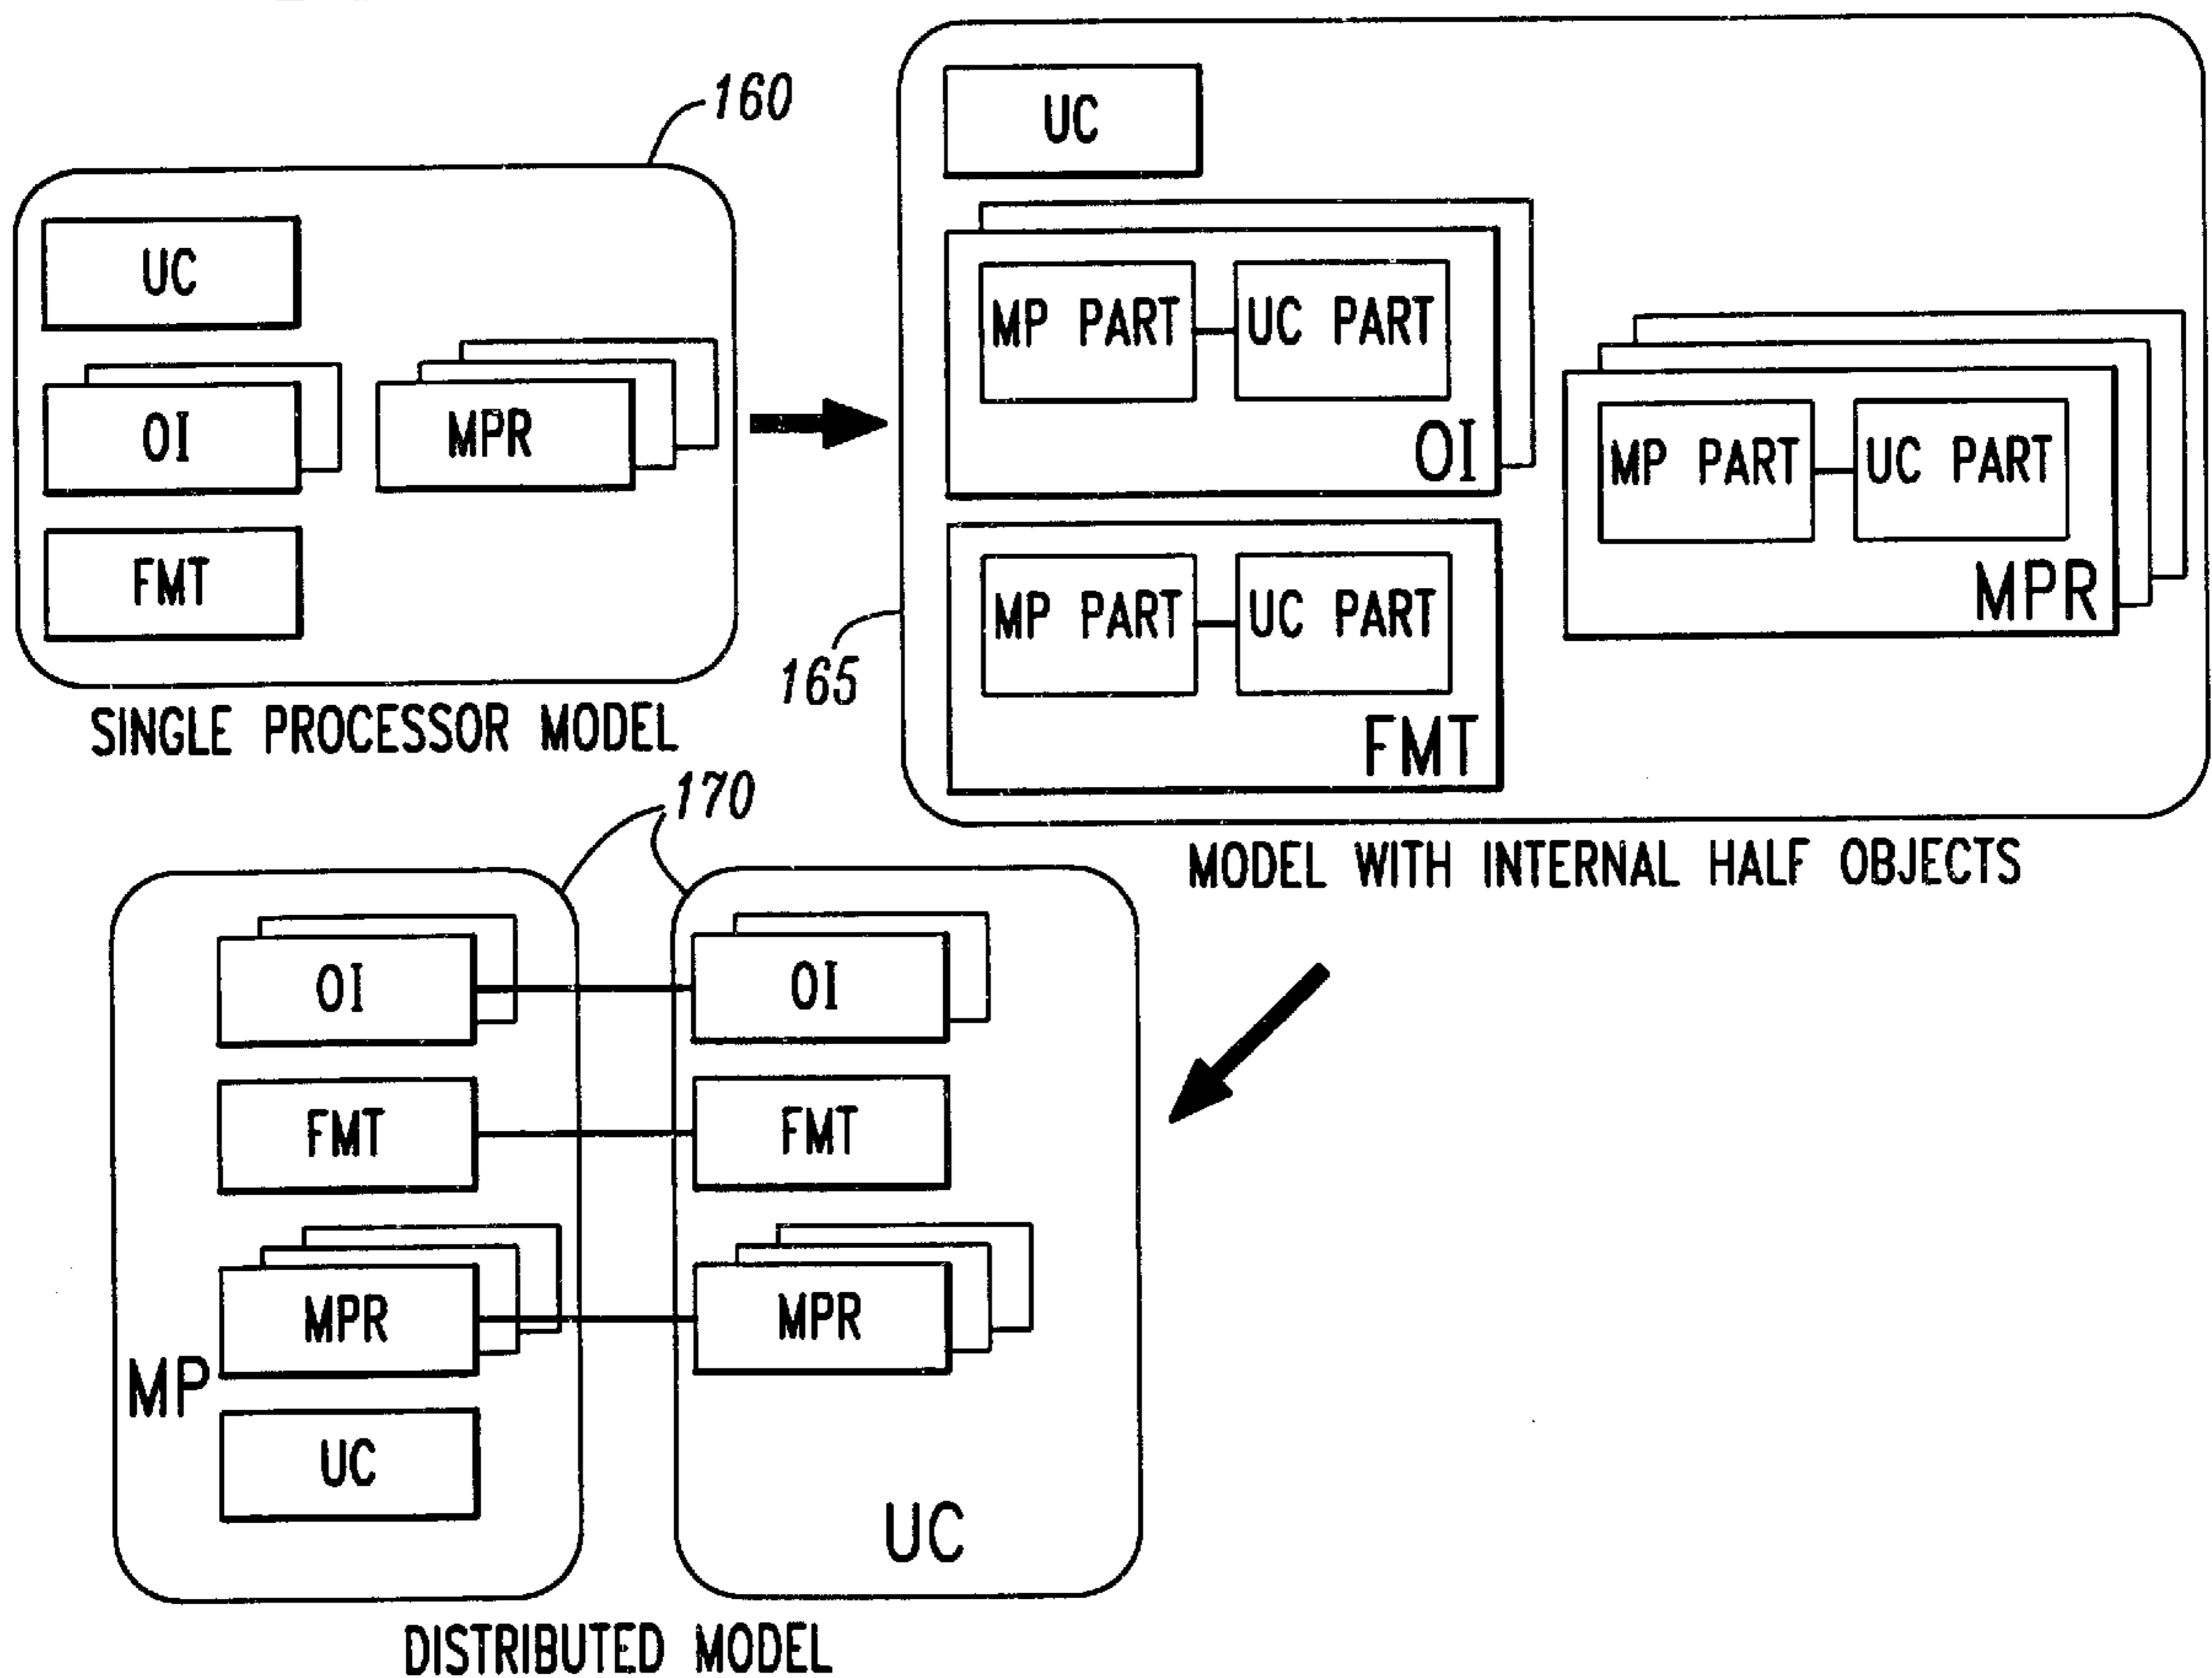 160
UC
OI
MPR
FMT
SINGLE PROCESSOR MODEL
UC
MP PART
UC PART
OI
MP PART
UC PART
MPR
MP PART
UC PART
FMT
165
MODEL WITH INTERNAL HALF OBJECTS
170
OI
FMT
MPR
MP
UC
OI
FMT
MPR
UC
DISTRIBUTED MODEL